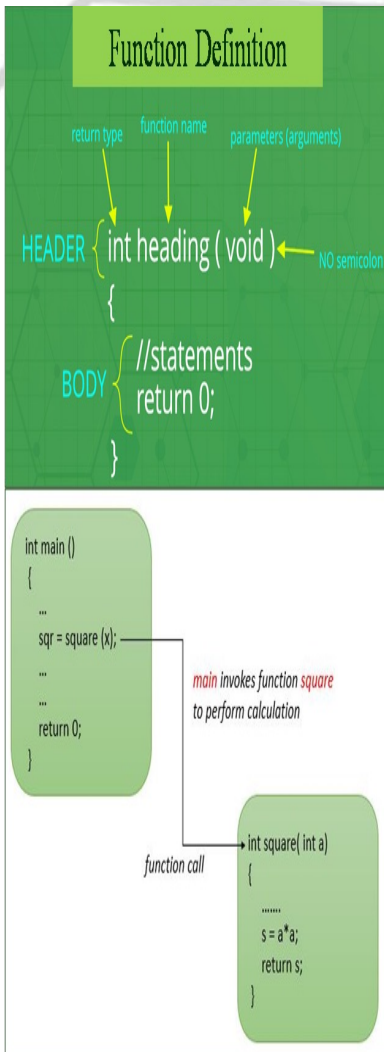 Function Definition
return type function name parameters (arguments)
HEADER { int heading ( void ) NO semicolon
{
//statements
BODY { return 0;
}
int main ()
{
...
sqr = square (x);
...
...
return 0;
}
main invokes function square
to perform calculation
function call
int square( int a)
{
.......
s = a*a;
return s;
}